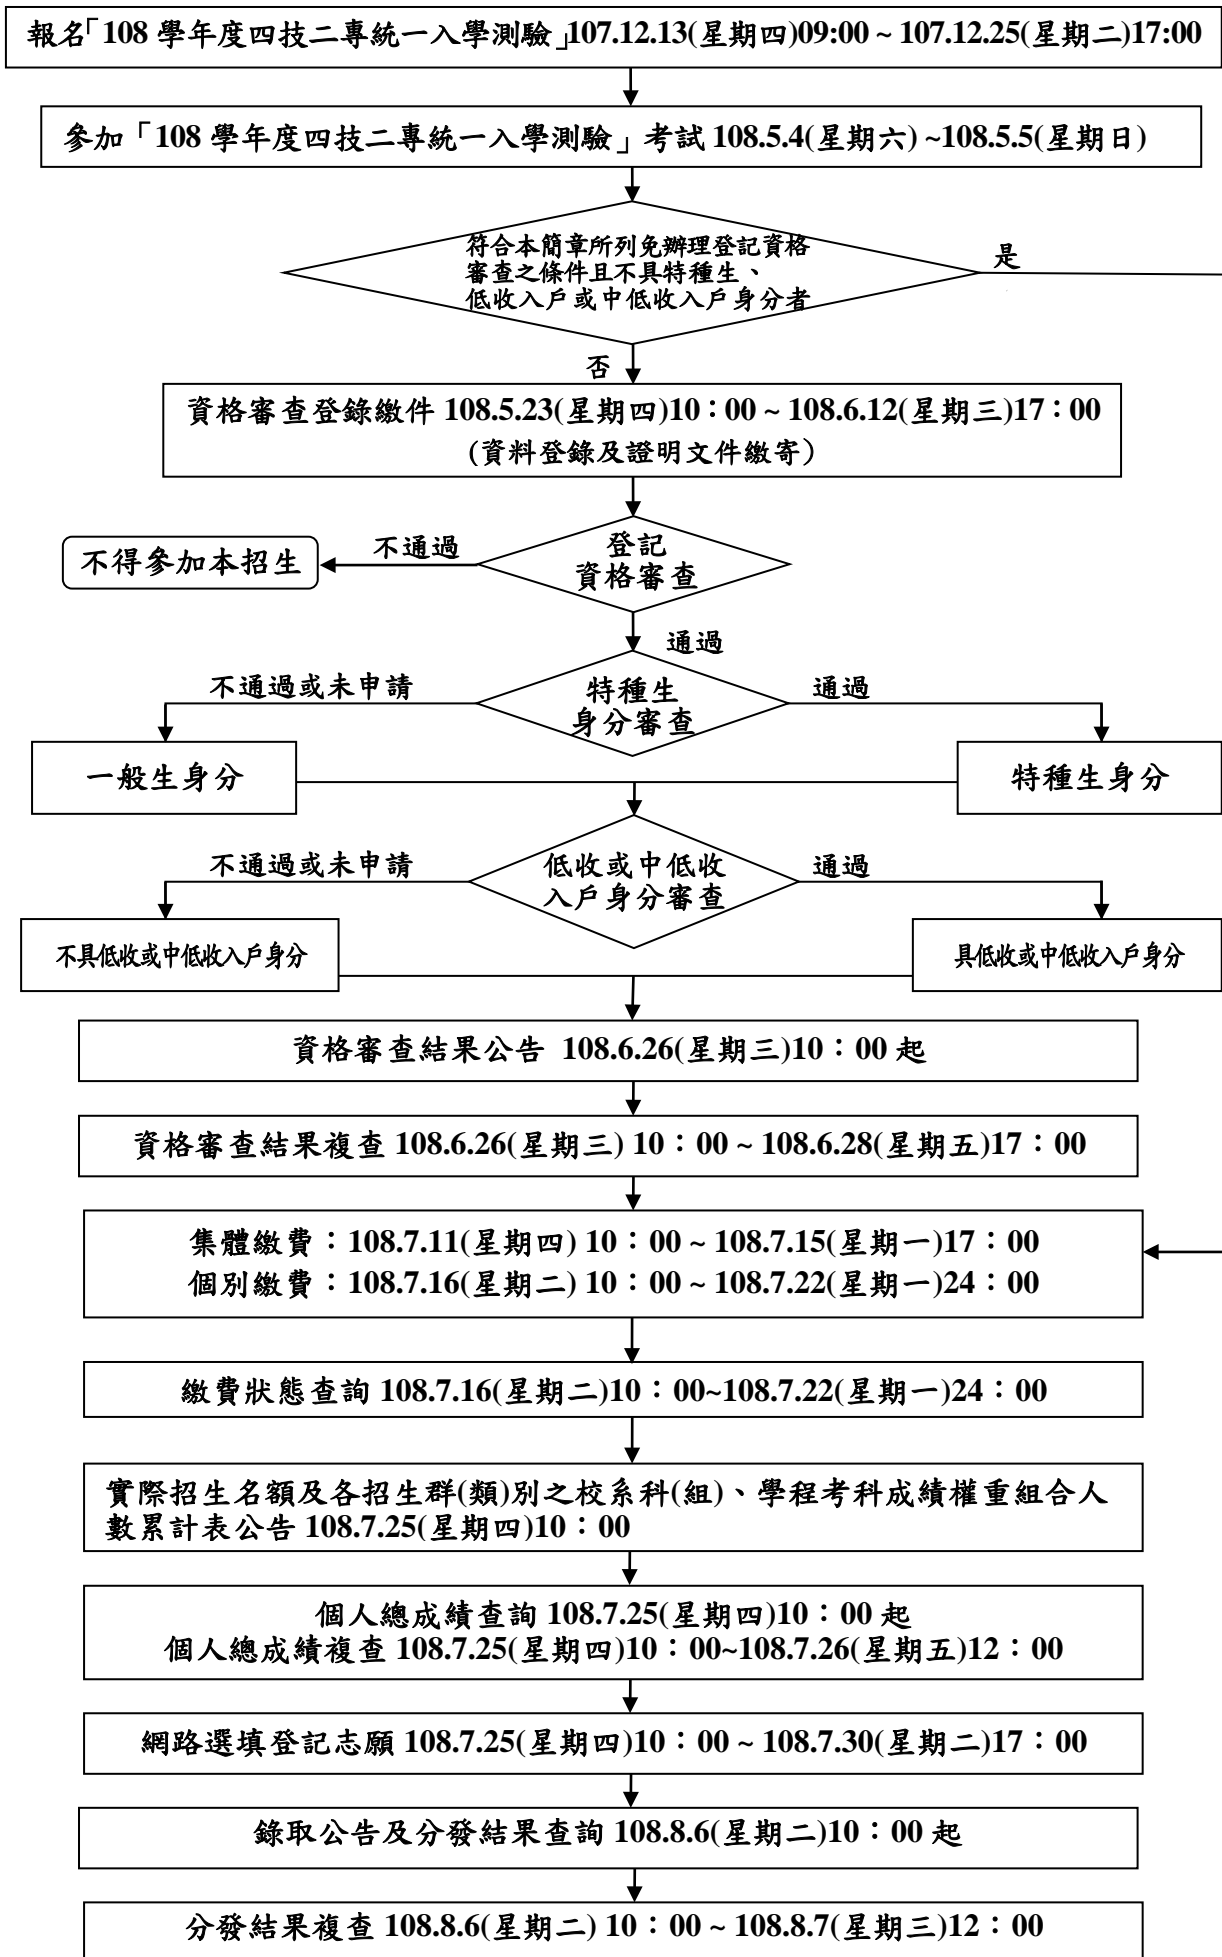 報名「108 學年度四技二專統一入學測驗」107.12.13(星期四)09:00 ~ 107.12.25(星期二)17:00
參加「108 學年度四技二專統一入學測驗」考試 108.5.4(星期六) ~108.5.5(星期日)
符合本簡章所列免辦理登記資格
審查之條件且不具特種生、
低收入戶或中低收入戶身分者
是
否
資格審查登錄繳件 108.5.23(星期四)10：00 ~ 108.6.12(星期三)17：00
(資料登錄及證明文件繳寄)
登記
資格審查
不通過
不得參加本招生
通過
特種生
身分審查
不通過或未申請
通過
一般生身分
特種生身分
低收或中低收
入戶身分審查
不通過或未申請
通過
不具低收或中低收入戶身分
具低收或中低收入戶身分
資格審查結果公告 108.6.26(星期三)10：00 起
資格審查結果複查 108.6.26(星期三) 10：00 ~ 108.6.28(星期五)17：00
集體繳費：108.7.11(星期四) 10：00 ~ 108.7.15(星期一)17：00
個別繳費：108.7.16(星期二) 10：00 ~ 108.7.22(星期一)24：00
繳費狀態查詢 108.7.16(星期二)10：00~108.7.22(星期一)24：00
實際招生名額及各招生群(類)別之校系科(組)、學程考科成績權重組合人
數累計表公告 108.7.25(星期四)10：00
個人總成績查詢 108.7.25(星期四)10：00 起
個人總成績複查 108.7.25(星期四)10：00~108.7.26(星期五)12：00
網路選填登記志願 108.7.25(星期四)10：00 ~ 108.7.30(星期二)17：00
錄取公告及分發結果查詢 108.8.6(星期二)10：00 起
分發結果複查 108.8.6(星期二) 10：00 ~ 108.8.7(星期三)12：00